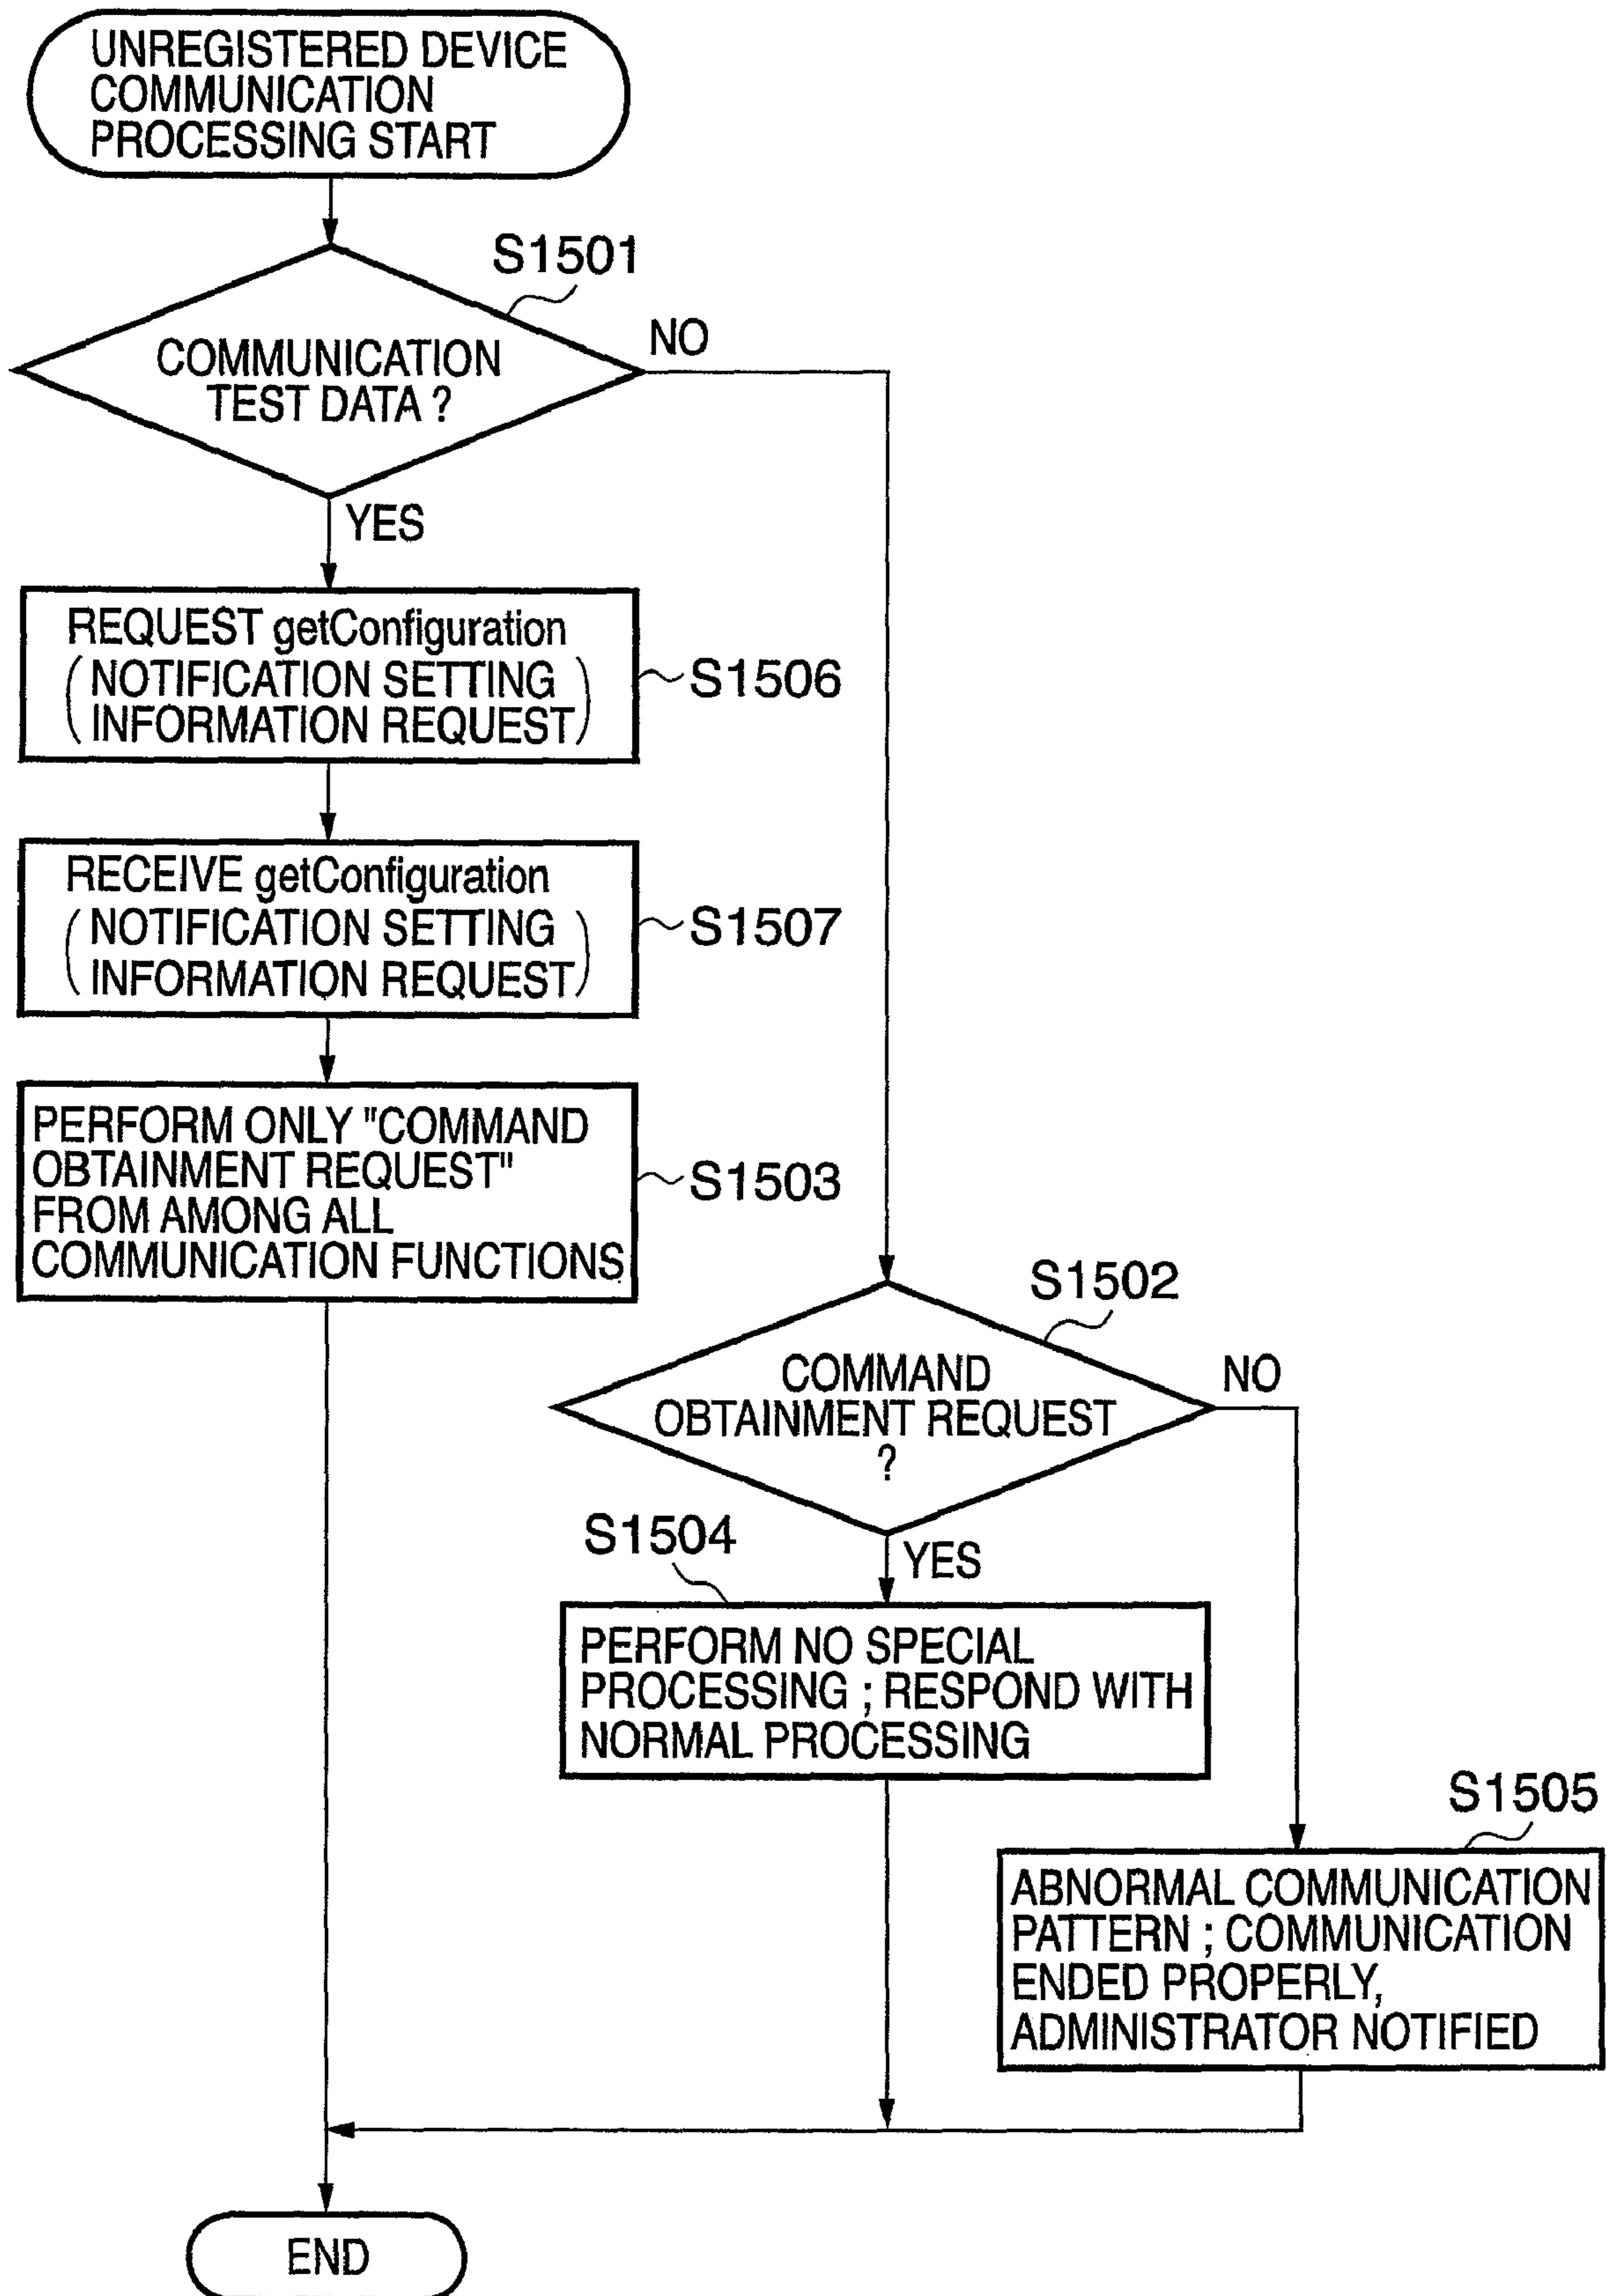 UNREGISTERED DEVICE
COMMUNICATION
PROCESSING START
S1501
NO
COMMUNICATION
TEST DATA ?
YES
REQUEST getConfiguration
( NOTIFICATION SETTING
INFORMATION REQUEST )
S1506
RECEIVE getConfiguration
( NOTIFICATION SETTING
INFORMATION REQUEST )
S1507
PERFORM ONLY "COMMAND
OBTAINMENT REQUEST"
FROM AMONG ALL
COMMUNICATION FUNCTIONS
S1503
S1502
COMMAND
OBTAINMENT REQUEST
?
NO
S1504
YES
PERFORM NO SPECIAL
PROCESSING ; RESPOND WITH
NORMAL PROCESSING
S1505
ABNORMAL COMMUNICATION
PATTERN ; COMMUNICATION
ENDED PROPERLY,
ADMINISTRATOR NOTIFIED
END